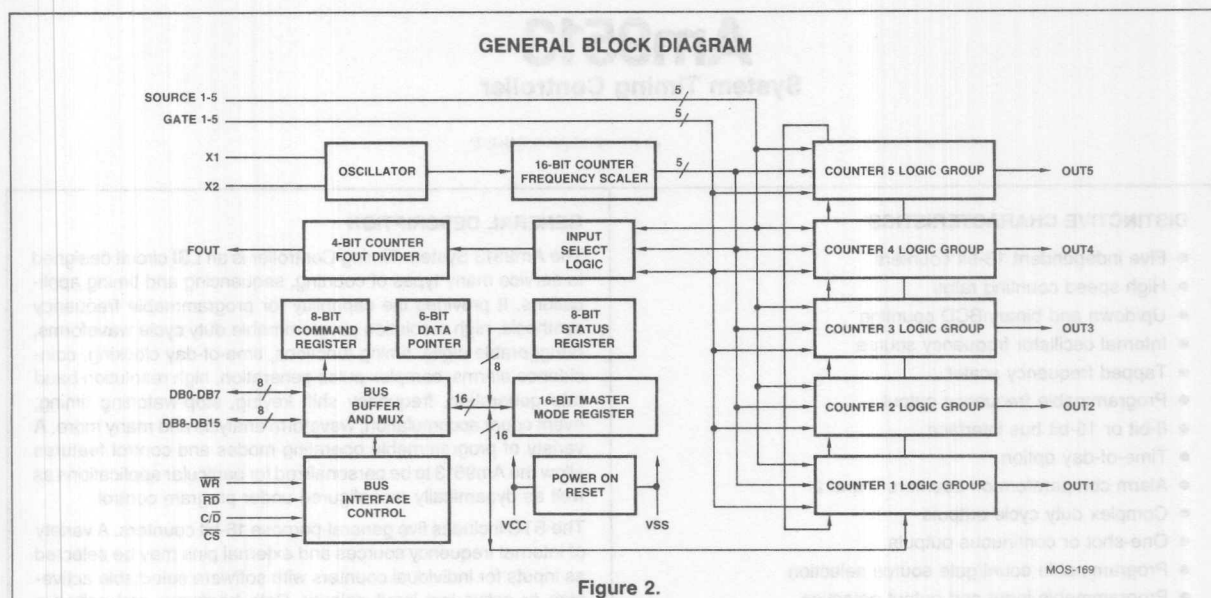 GENERAL BLOCK DIAGRAM
SOURCE 1-5
5
GATE 1-5
5
X1
X2
OSCILLATOR
16-BIT COUNTER
FREQUENCY SCALER
5
COUNTER 5 LOGIC GROUP
OUT5
FOUT
4-BIT COUNTER
FOUT DIVIDER
INPUT
SELECT
LOGIC
COUNTER 4 LOGIC GROUP
OUT4
8-BIT
COMMAND
REGISTER
6-BIT
DATA
POINTER
8-BIT
STATUS
REGISTER
COUNTER 3 LOGIC GROUP
OUT3
8
DB0-DB7
8
DB8-DB15
8
BUS
BUFFER
AND MUX
16
16-BIT MASTER
MODE REGISTER
16
COUNTER 2 LOGIC GROUP
OUT2
WR
RD
C/D
CS
BUS
INTERFACE
CONTROL
VCC
POWER ON
RESET
VSS
COUNTER 1 LOGIC GROUP
OUT1
MOS-169
Figure 2.